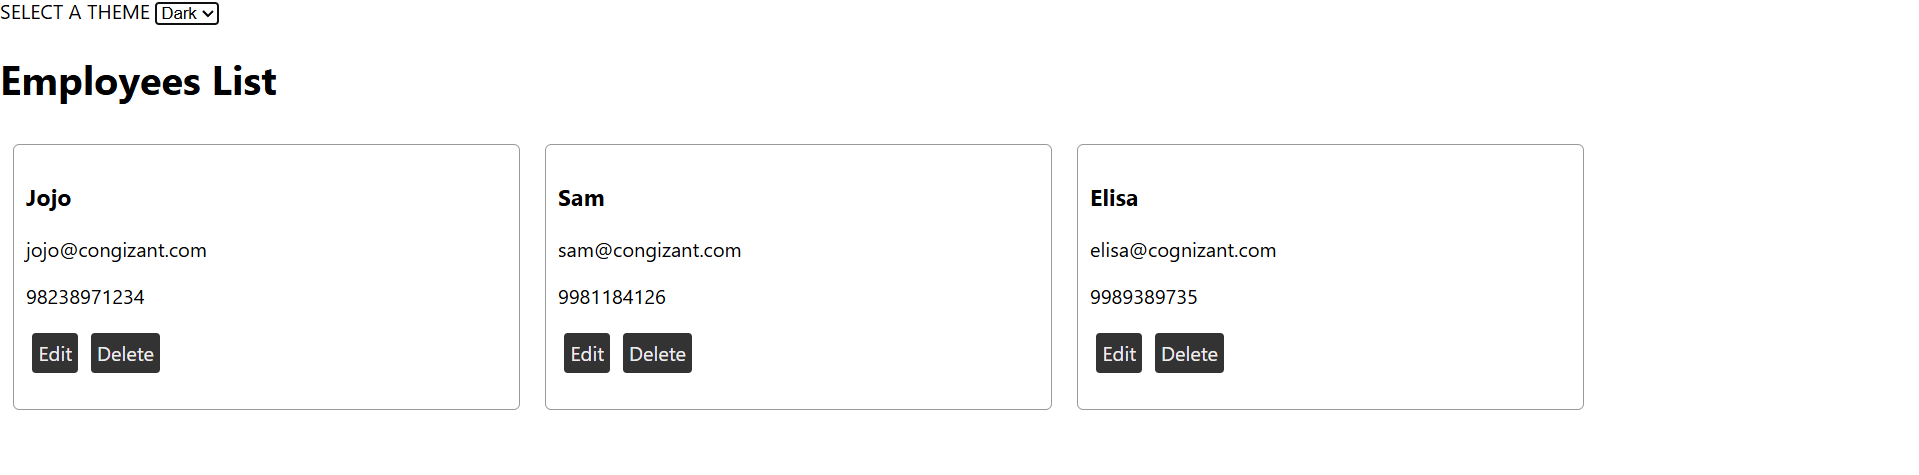 SELECT A THEME Dark
Employees List
Jojo
jojo@congizant.com
98238971234
Edit Delete
Sam
sam@congizant.com
9981184126
Edit Delete
Elisa
elisa@cognizant.com
9989389735
Edit Delete